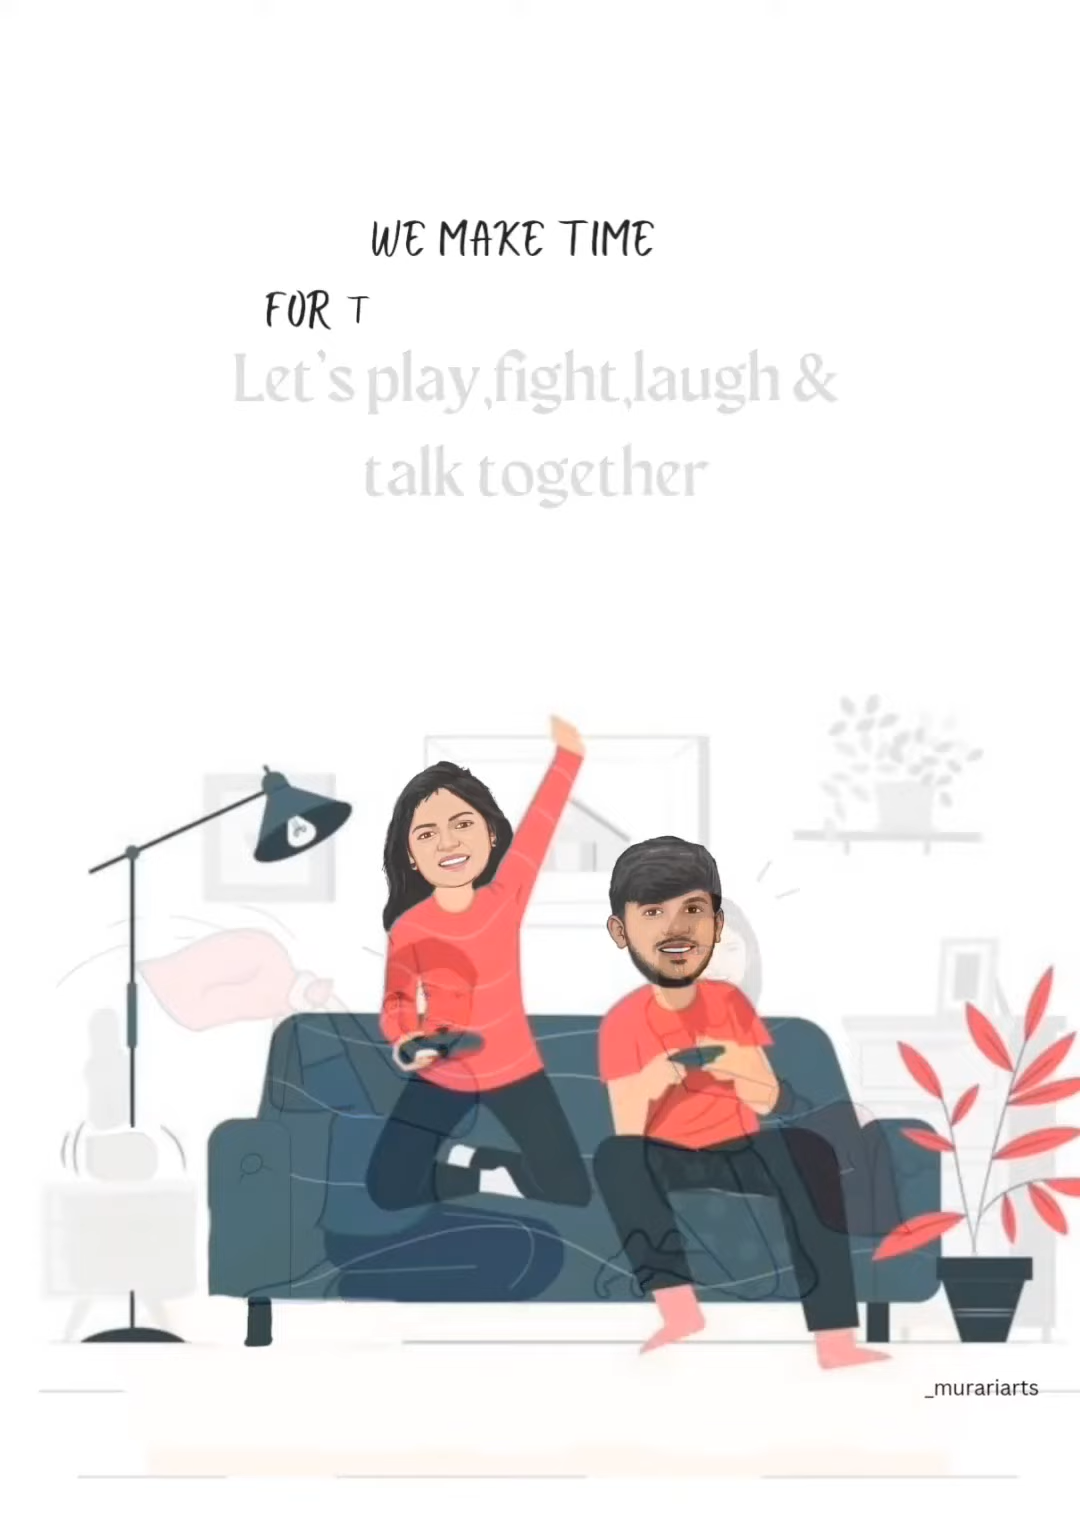 WE MAKE TIME
FOR T
Let's play,fight,laugh &
talk together
_murariarts